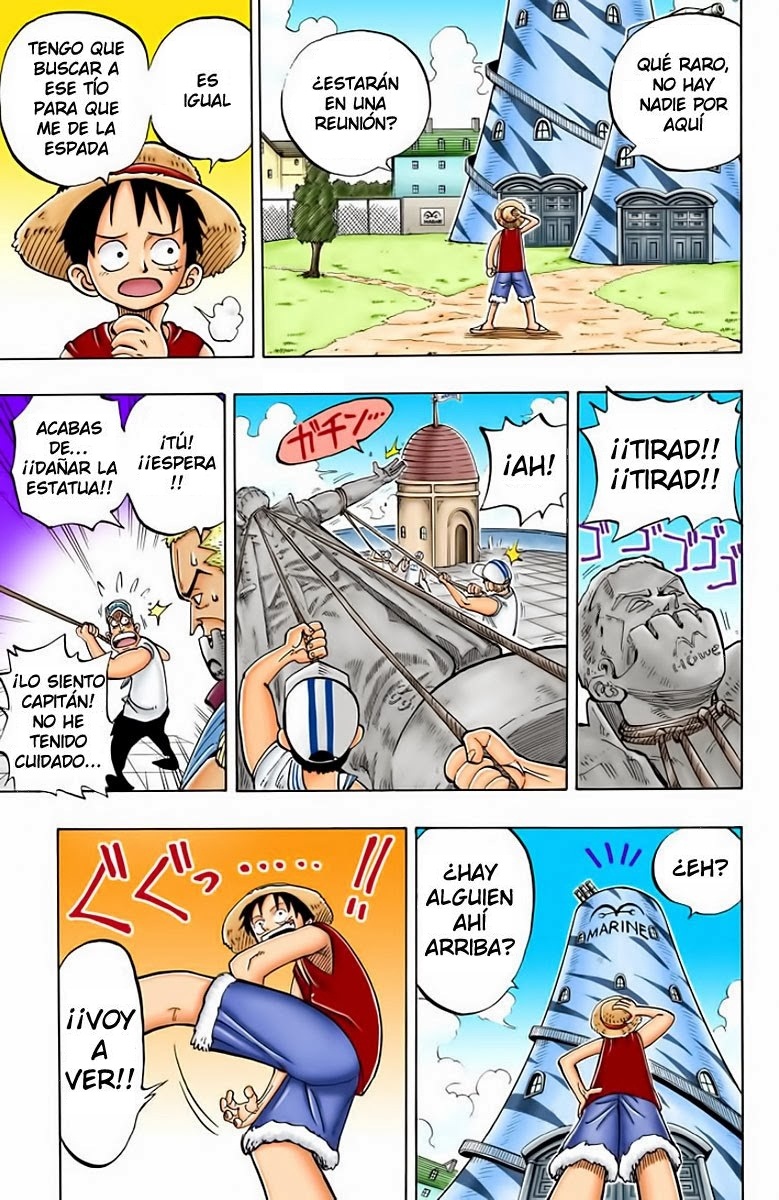 QUÉ RARO,
NO HAY
NADIE POR
AQUÍ
¿ESTARÁN
EN UNA
REUNIÓN?
MARINE
ES
IGUAL
TENGO QUE
BUSCAR A
ESE TÍO
PARA QUE
ME DE LA
ESPADA
¡¡TIRAD!!
¡¡TIRAD!!
ゴゴゴゴゴ
¡AH!
ガチン…
¡TÚ!
¡¡ESPERA
!!
ACABAS
DE...
¡¡DAÑAR LA
ESTATUA!!
¡LO SIENTO
CAPITÁN!
NO HE
TENIDO
CUIDADO...
¿EH?
¿HAY
ALGUIEN
AHÍ
ARRIBA?
MARINE
ぐぐっ……!!
¡¡VOY
A
VER!!